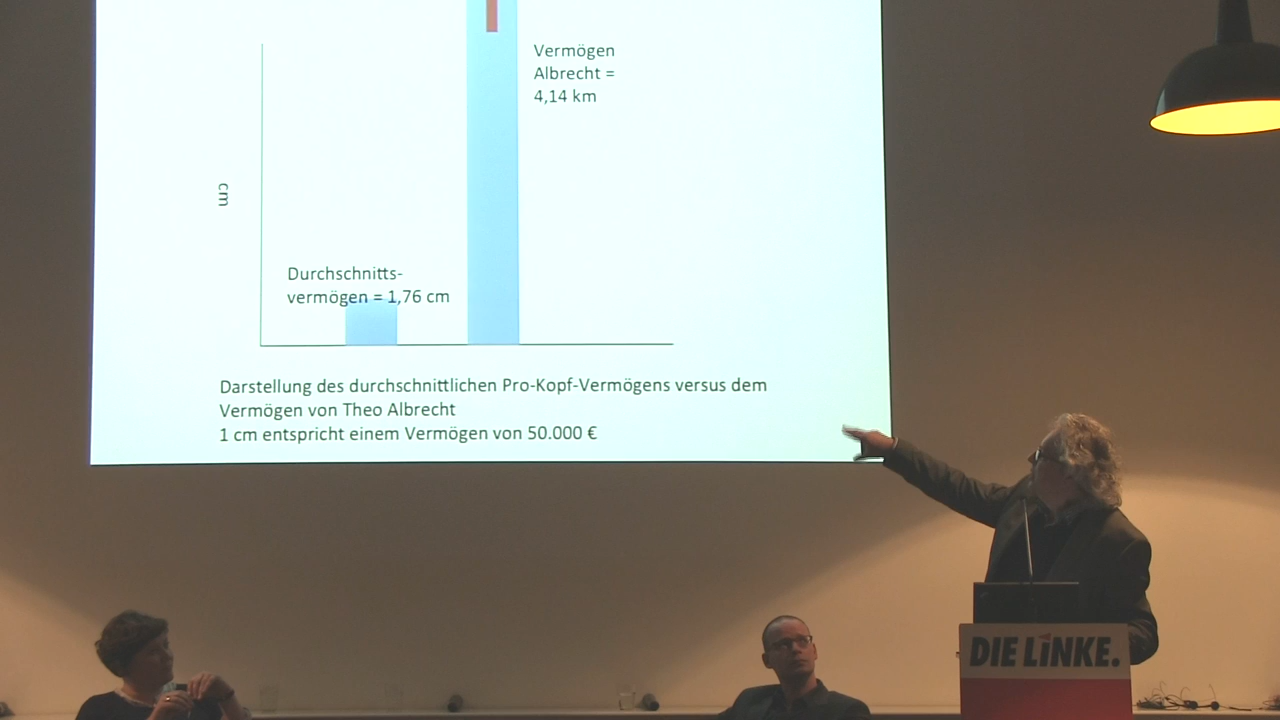 Vermögen
Albrecht =
4,14 km
cm
Durchschnitts-
vermögen = 1,76 cm
Darstellung des durchschnittlichen Pro-Kopf-Vermögens versus dem
Vermögen von Theo Albrecht
1 cm entspricht einem Vermögen von 50.000 €
DIE LINKE.